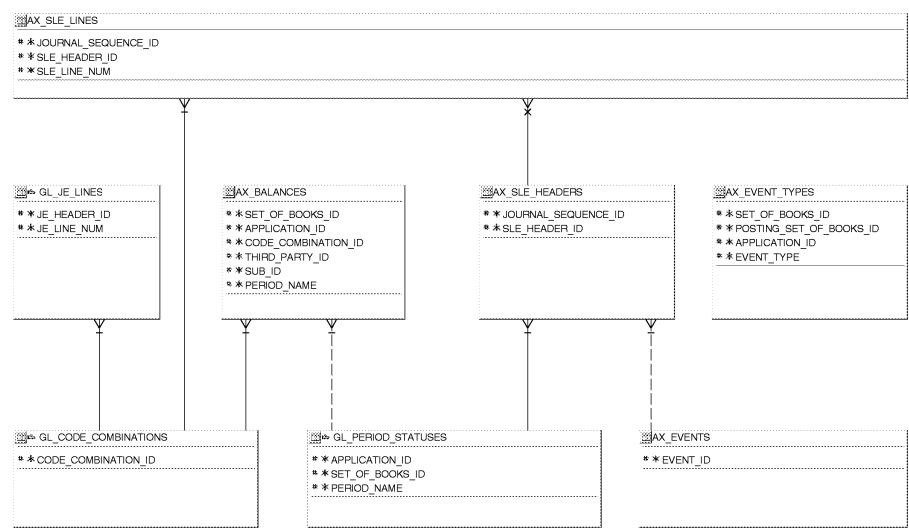 AX_SLE_LINES
# * JOURNAL_SEQUENCE_ID
# * SLE_HEADER_ID
# * SLE_LINE_NUM
GL_JE_LINES
# * JE_HEADER_ID
# * JE_LINE_NUM
AX_BALANCES
# * SET_OF_BOOKS_ID
# * APPLICATION_ID
# * CODE_COMBINATION_ID
# * THIRD_PARTY_ID
# * SUB_ID
# * PERIOD_NAME
AX_SLE_HEADERS
# * JOURNAL_SEQUENCE_ID
# * SLE_HEADER_ID
AX_EVENT_TYPES
# * SET_OF_BOOKS_ID
# * POSTING_SET_OF_BOOKS_ID
# * APPLICATION_ID
# * EVENT_TYPE
GL_CODE_COMBINATIONS
# * CODE_COMBINATION_ID
GL_PERIOD_STATUSES
# * APPLICATION_ID
# * SET_OF_BOOKS_ID
# * PERIOD_NAME
AX_EVENTS
# * EVENT_ID